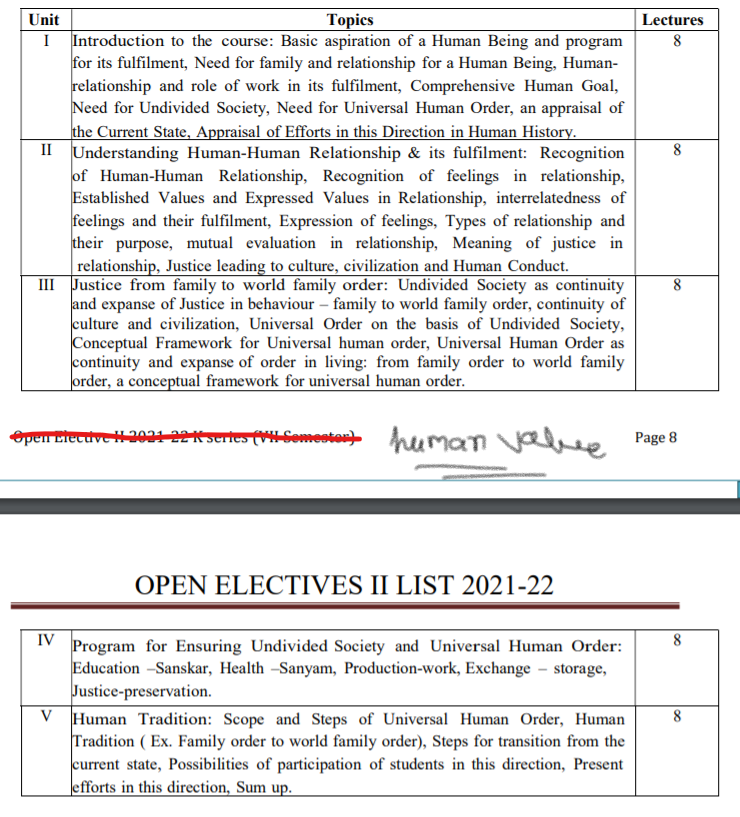 Unit Topics Lectures
I Introduction to the course: Basic aspiration of a Human Being and program 8
for its fulfilment, Need for family and relationship for a Human Being, Human-
relationship and role of work in its fulfilment, Comprehensive Human Goal,
Need for Undivided Society, Need for Universal Human Order, an appraisal of
the Current State, Appraisal of Efforts in this Direction in Human History.
II Understanding Human-Human Relationship & its fulfilment: Recognition 8
of Human-Human Relationship, Recognition of feelings in relationship,
Established Values and Expressed Values in Relationship, interrelatedness of
feelings and their fulfilment, Expression of feelings, Types of relationship and
their purpose, mutual evaluation in relationship, Meaning of justice in
relationship, Justice leading to culture, civilization and Human Conduct.
III Justice from family to world family order: Undivided Society as continuity 8
and expanse of Justice in behaviour – family to world family order, continuity of
culture and civilization, Universal Order on the basis of Undivided Society,
Conceptual Framework for Universal human order, Universal Human Order as
continuity and expanse of order in living: from family order to world family
order, a conceptual framework for universal human order.
Open Elective II 2021-22 K series (VII Semester) human value Page 8
OPEN ELECTIVES II LIST 2021-22
IV Program for Ensuring Undivided Society and Universal Human Order: 8
Education –Sanskar, Health –Sanyam, Production-work, Exchange – storage,
Justice-preservation.
V Human Tradition: Scope and Steps of Universal Human Order, Human 8
Tradition ( Ex. Family order to world family order), Steps for transition from the
current state, Possibilities of participation of students in this direction, Present
efforts in this direction, Sum up.